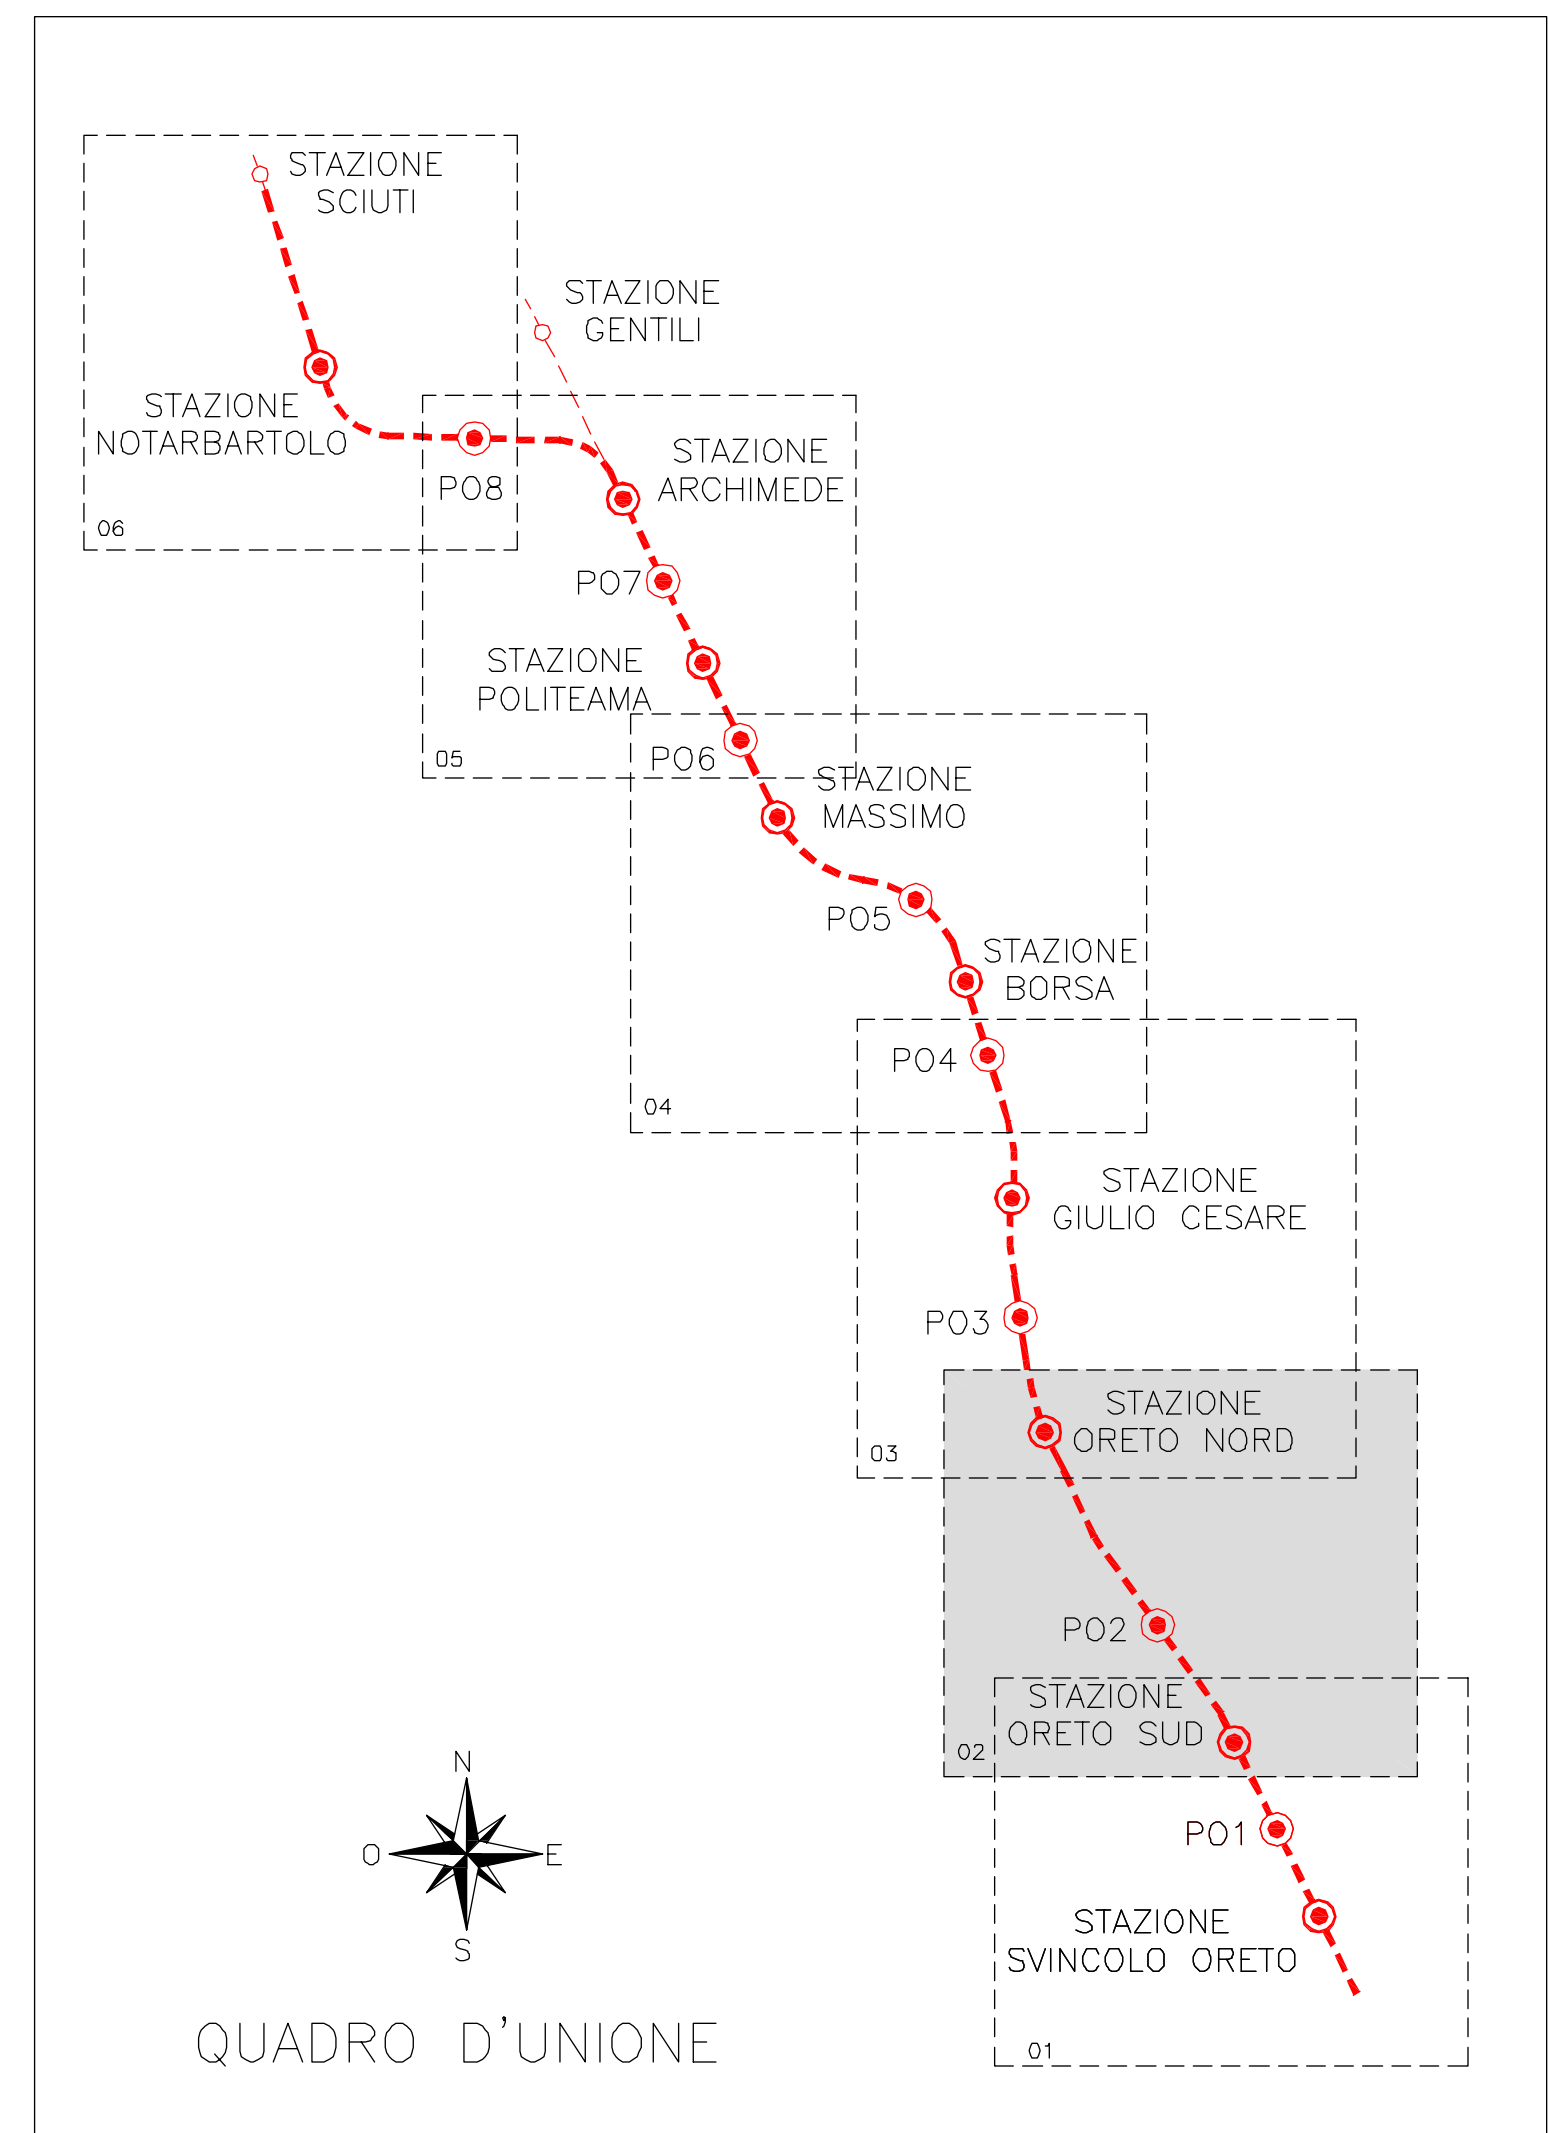 STAZIONE
SCIUTI
STAZIONE
GENTILI
STAZIONE
NOTARBARTOLO
STAZIONE
ARCHIMEDE
P08
06
P07
STAZIONE
POLITEAMA
P06
05
STAZIONE
MASSIMO
P05
STAZIONE
BORSA
P04
04
STAZIONE
GIULIO CESARE
P03
STAZIONE
ORETO NORD
03
P02
STAZIONE
ORETO SUD
02
N
O
E
S
P01
STAZIONE
SVINCOLO ORETO
QUADRO D'UNIONE
01